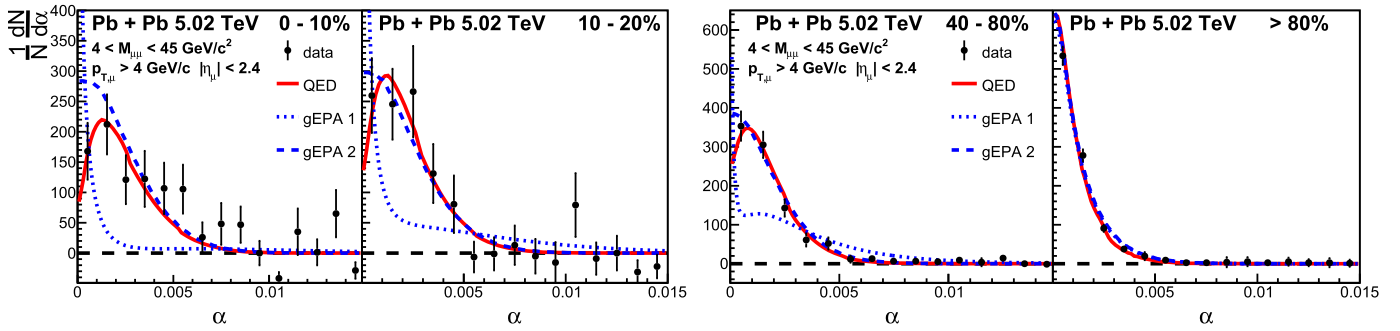 1/N dN/dα
Pb + Pb 5.02 TeV 0 - 10%
4 < Mμμ < 45 GeV/c²
pT,μ > 4 GeV/c |ημ| < 2.4
data
QED
gEPA 1
gEPA 2
400
350
300
250
200
150
100
50
0
0 0.005 0.01
α
Pb + Pb 5.02 TeV 10 - 20%
0.005 0.01 0.015
α
Pb + Pb 5.02 TeV 40 - 80%
4 < Mμμ < 45 GeV/c²
pT,μ > 4 GeV/c |ημ| < 2.4
data
QED
gEPA 1
gEPA 2
600
500
400
300
200
100
0
0 0.005 0.01
α
Pb + Pb 5.02 TeV > 80%
0.005 0.01 0.015
α